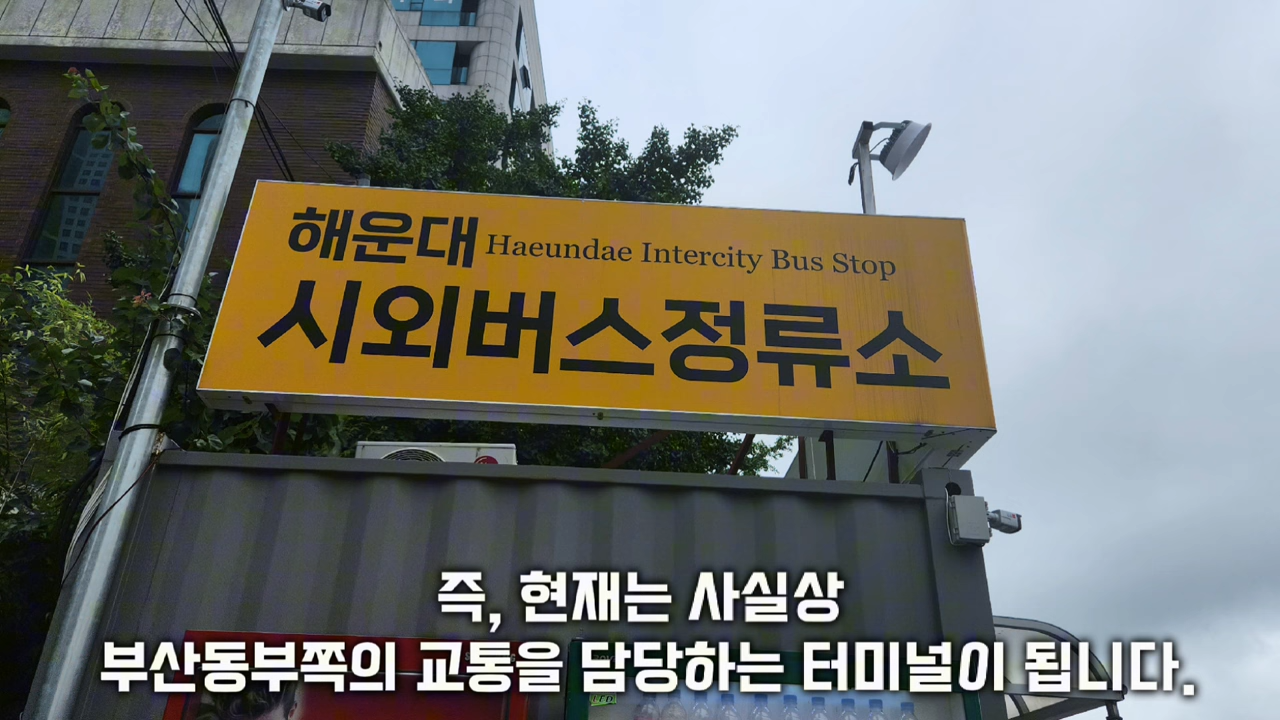 해운대 Haeundae Intercity Bus Stop
시외버스정류소
즉, 현재는 사실상
부산동부쪽의 교통을 담당하는 터미널이 됩니다.